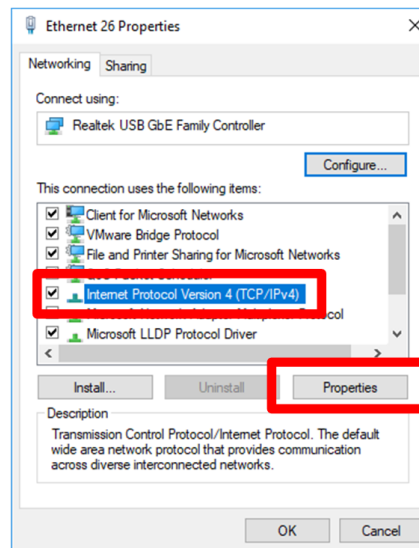 Ethernet 26 Properties
Networking
Sharing
Connect using:
Realtek USB GbE Family Controller
Configure...
This connection uses the following items:
Client for Microsoft Networks
VMware Bridge Protocol
File and Printer Sharing for Microsoft Networks
Internet Protocol Version 4 (TCP/IPv4)
Microsoft LLDP Protocol Driver
Install...
Uninstall
Properties
Description
Transmission Control Protocol/Internet Protocol. The default
wide area network protocol that provides communication
across diverse interconnected networks.
OK
Cancel